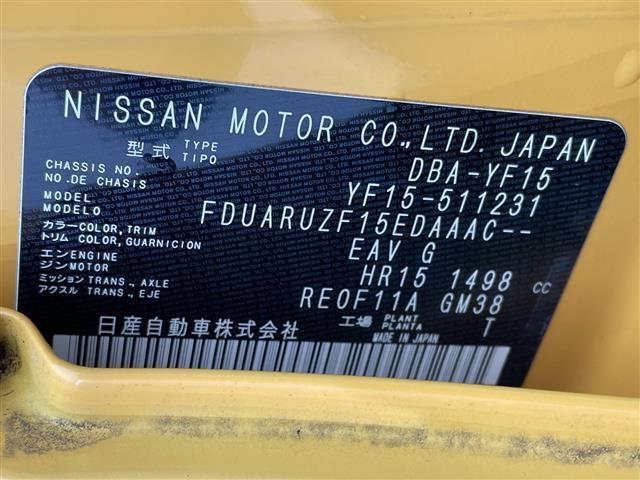 NISSAN MOTOR CO.,LTD. JAPAN
型式 TYPE TIPO DBA-YF15
CHASSIS NO. NO. DE CHASIS YF15-511231
MODEL MODELO FDUARUZF15EDAAAC--
カラー COLOR, TRIM トリム COLOR, GUARNICION EAV G
エン ENGINE ジン MOTOR HR15 1498 CC
ミッション TRANS., AXLE アクスル TRANS., EJE RE0F11A GM38
日産自動車株式会社 工場 PLANT PLANTA T
MADE IN JAPAN